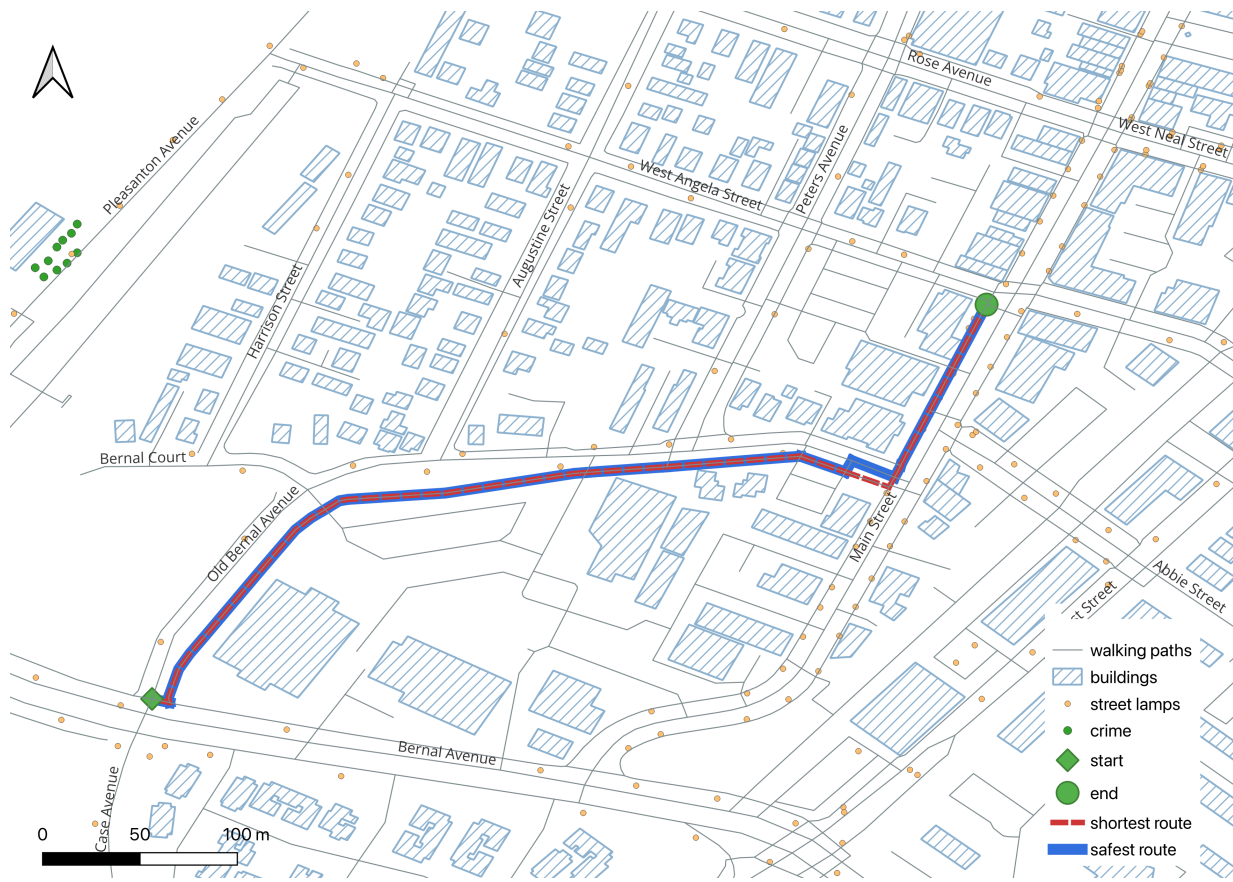 Rose Avenue
West Neal Street
Pleasanton Avenue
Peters Avenue
West Angela Street
Augustine Street
Harrison Street
Bernal Court
Old Bernal Avenue
Main Street
Abbie Street
st Street
Bernal Avenue
Case Avenue
walking paths
buildings
street lamps
crime
start
end
shortest route
safest route
0 50 100 m